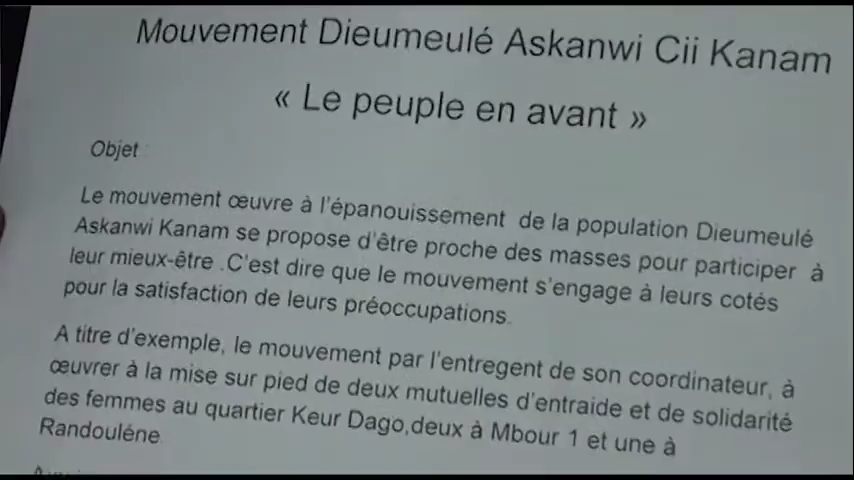 Mouvement Dieumeulé Askanwi Cii Kanam
« Le peuple en avant »
Objet :
Le mouvement œuvre à l'épanouissement de la population Dieumeulé
Askanwi Kanam se propose d'être proche des masses pour participer à
leur mieux-être .C'est dire que le mouvement s'engage à leurs cotés
pour la satisfaction de leurs préoccupations.
A titre d'exemple, le mouvement par l'entregent de son coordinateur, à
œuvrer à la mise sur pied de deux mutuelles d'entraide et de solidarité
des femmes au quartier Keur Dago,deux à Mbour 1 et une à
Randouléne